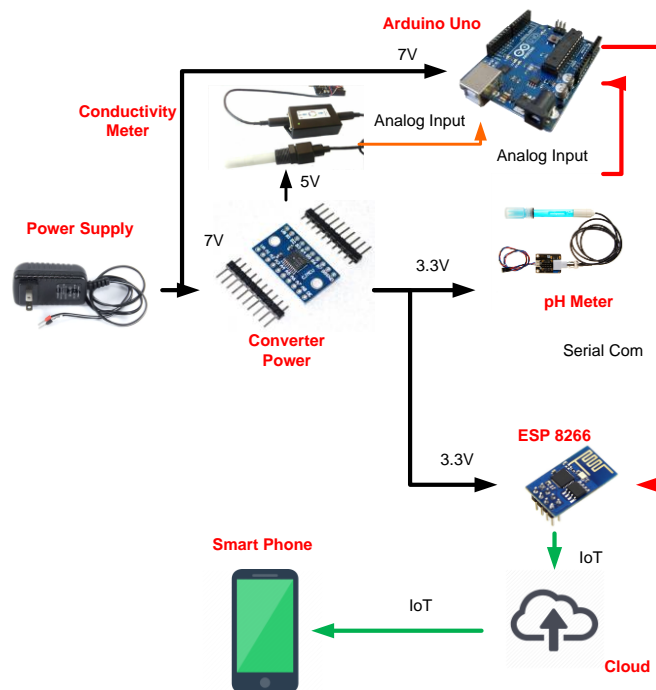 Arduino Uno
7V
Conductivity
Meter
Analog Input
Analog Input
5V
Power Supply
7V
3.3V
pH Meter
Converter
Power
Serial Com
ESP 8266
3.3V
Smart Phone
IoT
IoT
Cloud